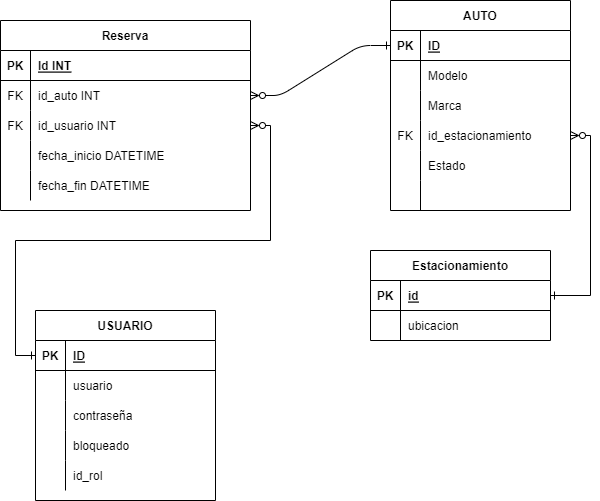 Reserva
PK Id INT
FK id_auto INT
FK id_usuario INT
fecha_inicio DATETIME
fecha_fin DATETIME
AUTO
PK ID
Modelo
Marca
FK id_estacionamiento
Estado
Estacionamiento
PK id
ubicacion
USUARIO
PK ID
usuario
contraseña
bloqueado
id_rol